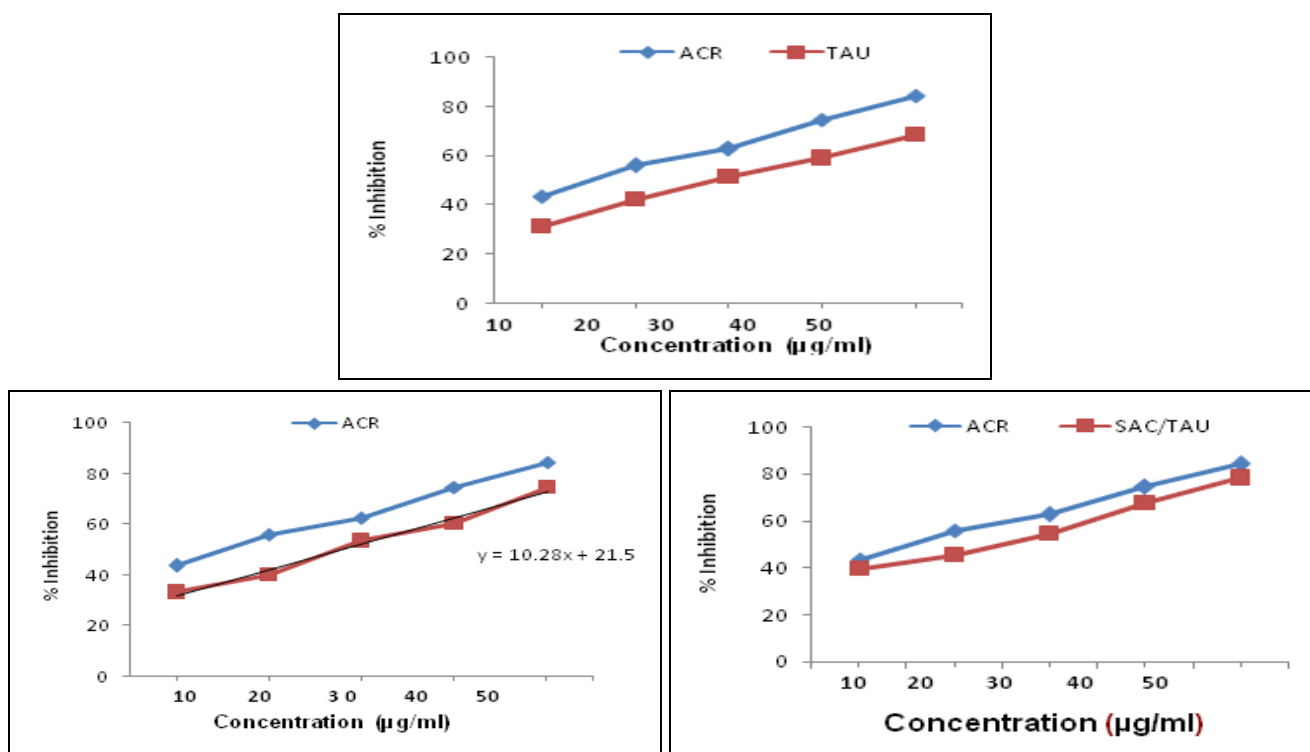 ACR TAU
100
80
60
40
20
0
% Inhibition
10 20 30 40 50
Concentration (µg/ml)
ACR
100
80
60
40
20
0
% Inhibition
y = 10.28x + 21.5
10 20 3 0 40 50
Concentration (µg/ml)
ACR SAC/TAU
100
80
60
40
20
0
% Inhibition
10 20 30 40 50
Concentration (µg/ml)